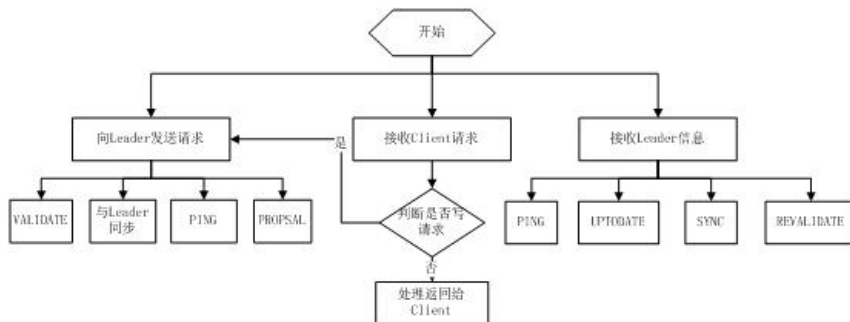 开始
向Leader发送请求
是
接收Client请求
接收Leader信息
VALIDATE
与Leader
同步
PING
PROPSAL
判断是否写
请求
PING
UPTODATE
SYNC
REVALIDATE
否
处理返回给
Client